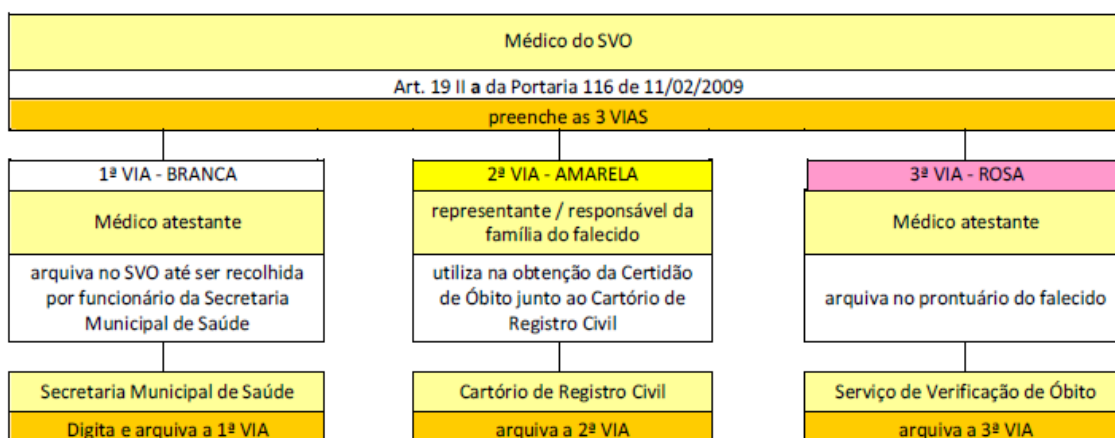 Médico do SVO
Art. 19 II a da Portaria 116 de 11/02/2009
preenche as 3 VIAS
1ª VIA - BRANCA
Médico atestante
arquiva no SVO até ser recolhida
por funcionário da Secretaria
Municipal de Saúde
Secretaria Municipal de Saúde
Digita e arquiva a 1ª VIA
2ª VIA - AMARELA
representante / responsável da
família do falecido
utiliza na obtenção da Certidão
de Óbito junto ao Cartório de
Registro Civil
Cartório de Registro Civil
arquiva a 2ª VIA
3ª VIA - ROSA
Médico atestante
arquiva no prontuário do falecido
Serviço de Verificação de Óbito
arquiva a 3ª VIA